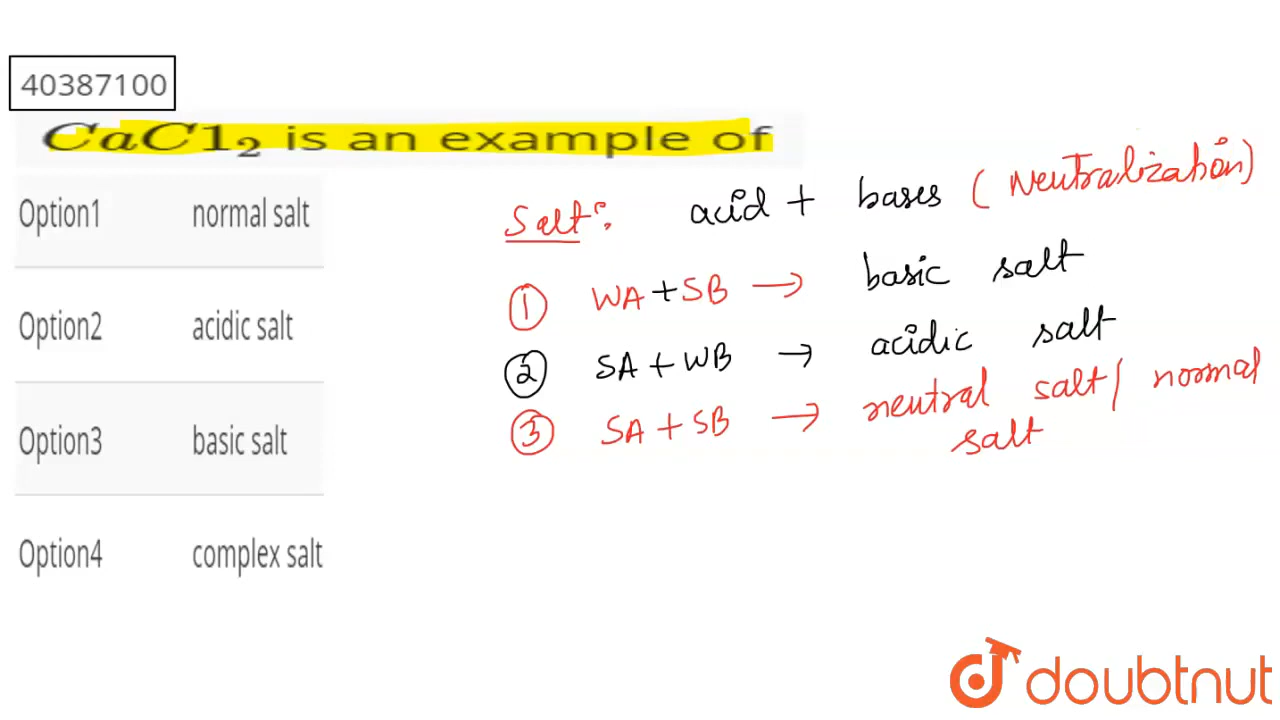 40387100
CaC1₂ is an example of
Option1 normal salt
Option2 acidic salt
Option3 basic salt
Option4 complex salt
Salt: acid + bases (Neutralization)
① WA + SB → basic salt
② SA + WB → acidic salt
③ SA + SB → neutral salt/ normal
salt
doubtnut